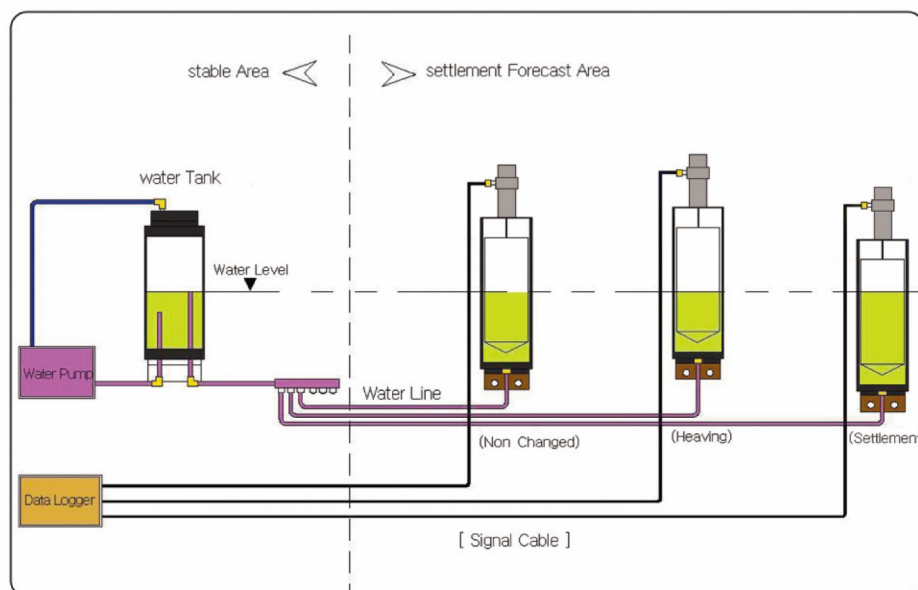 stable Area
settlement Forecast Area
water Tank
Water Level
Water Pump
Water Line
(Non Changed)
(Heaving)
(Settlement
Data Logger
[ Signal Cable ]